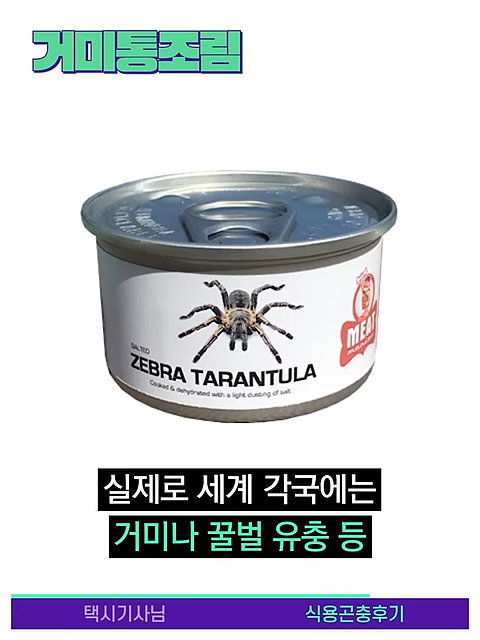 거미통조림
MEAT
SALTED
ZEBRA TARANTULA
Cooked & dehydrated with a light dusting of salt.
실제로 세계 각국에는
거미나 꿀벌 유충 등
택시기사님
식용곤충후기